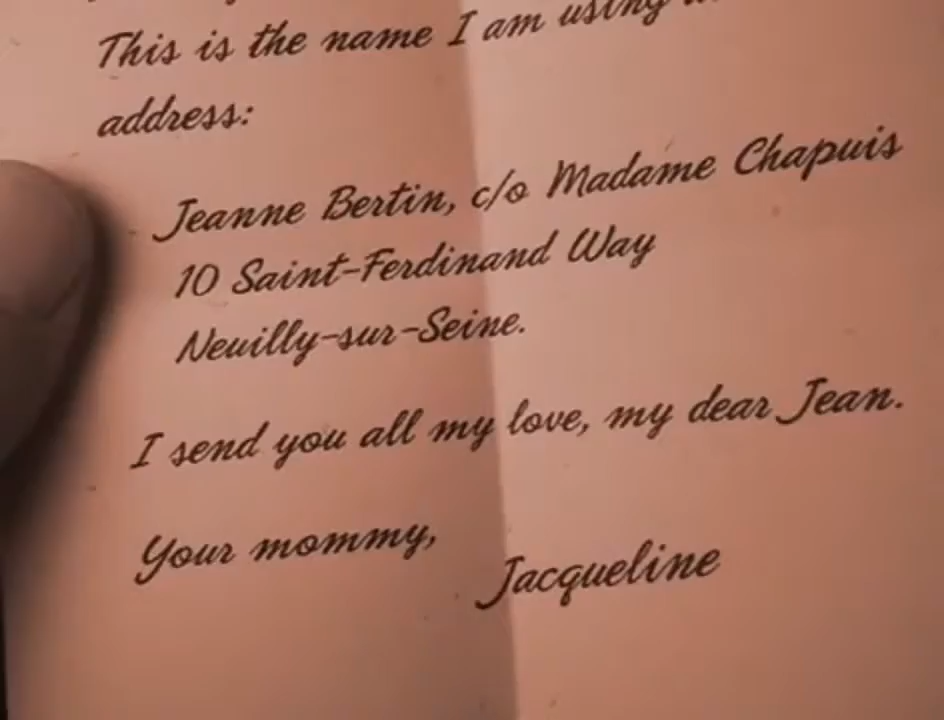 This is the name I am using
address:
Jeanne Bertin, c/o Madame Chapuis
10 Saint-Ferdinand Way
Neuilly-sur-Seine.
I send you all my love, my dear Jean.
Your mommy,
Jacqueline